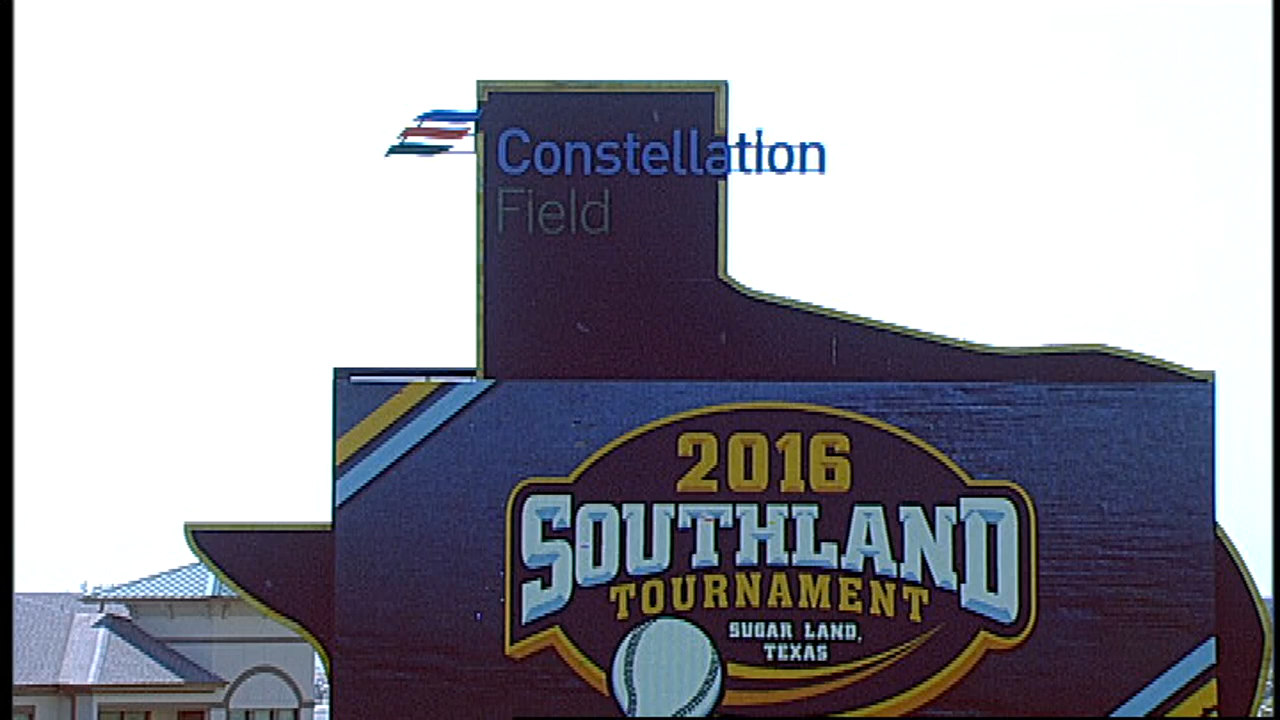 Constellation
Field
2016
SOUTHLAND
TOURNAMENT
SUGAR LAND,
TEXAS